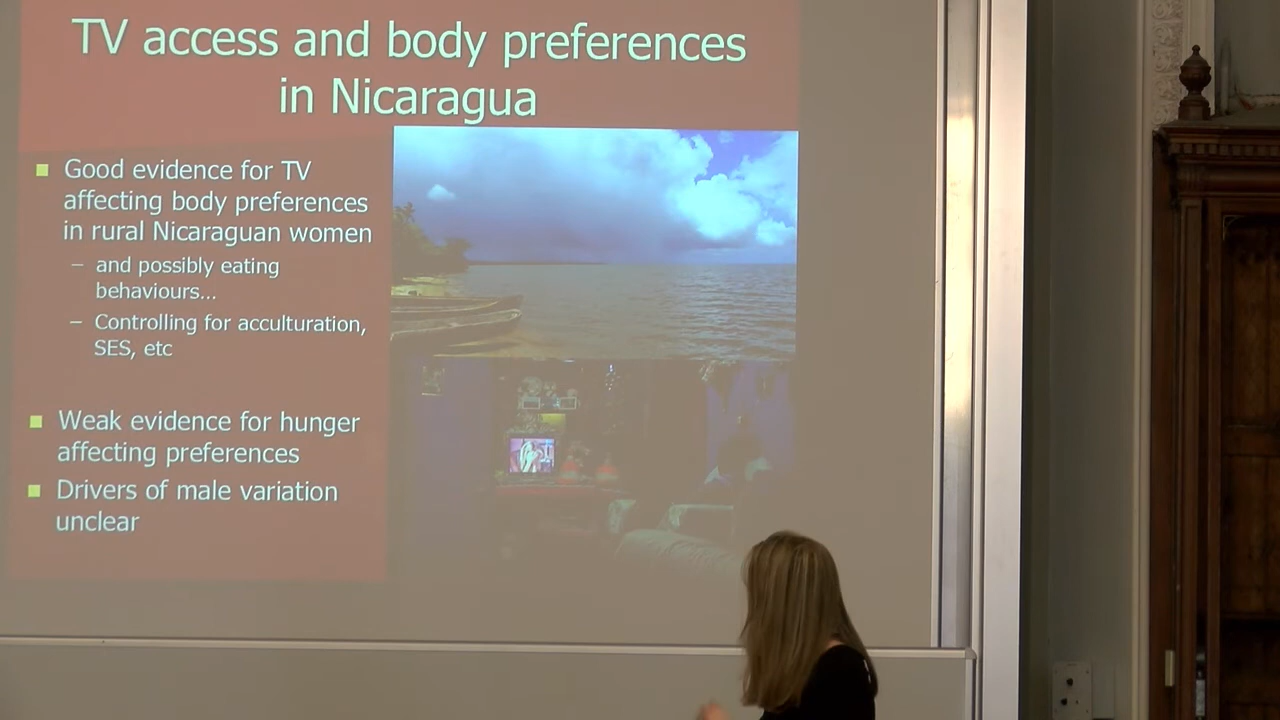 TV access and body preferences
in Nicaragua
Good evidence for TV
affecting body preferences
in rural Nicaraguan women
– and possibly eating
behaviours...
– Controlling for acculturation,
SES, etc
Weak evidence for hunger
affecting preferences
Drivers of male variation
unclear